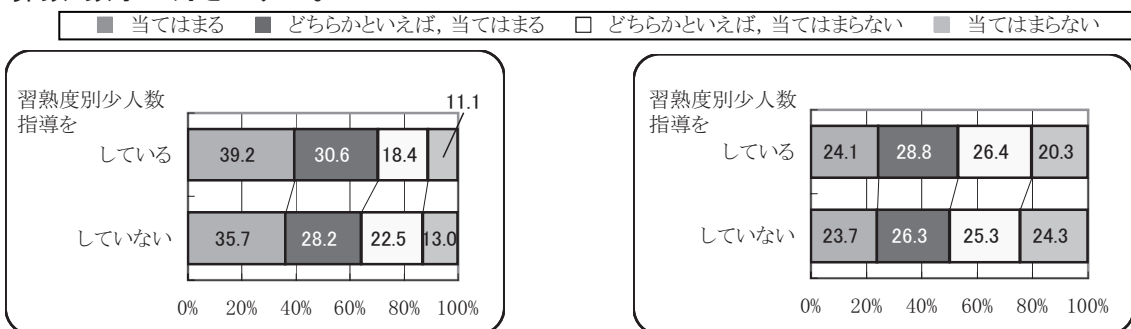 ■ 当てはまる ■ どちらかといえば, 当てはまる □ どちらかといえば, 当てはまらない ■ 当てはまらない
習熟度別少人数
指導を
11.1
している 39.2 30.6 18.4
していない 35.7 28.2 22.5 13.0
0% 20% 40% 60% 80% 100%
習熟度別少人数
指導を
している 24.1 28.8 26.4 20.3
していない 23.7 26.3 25.3 24.3
0% 20% 40% 60% 80% 100%